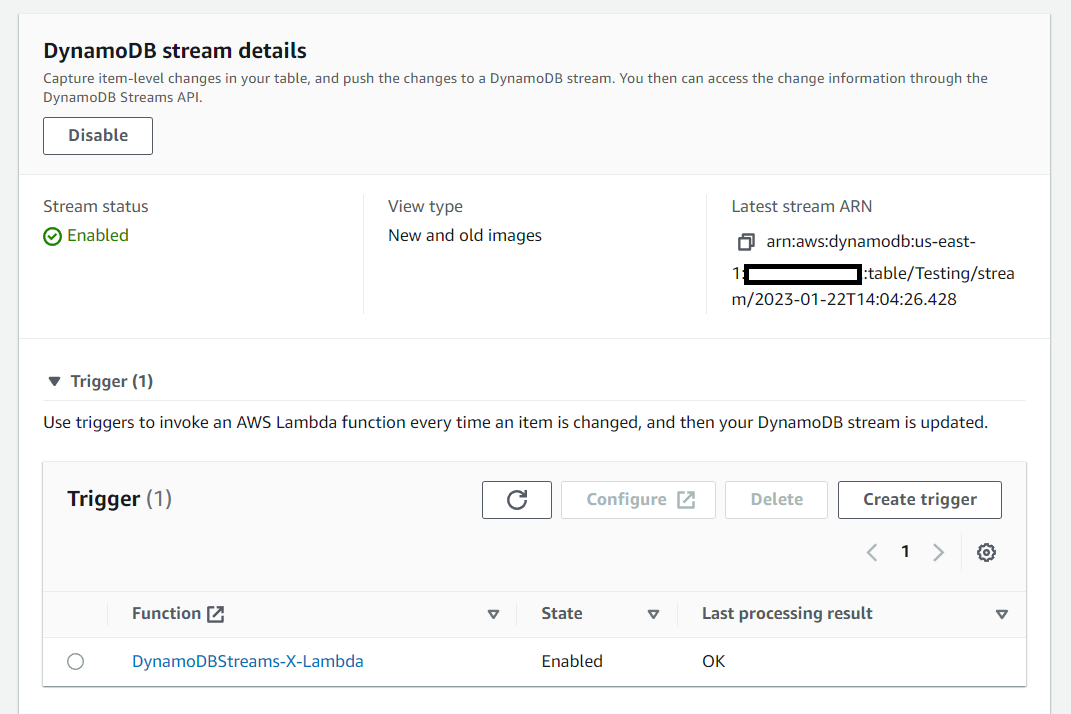 DynamoDB stream details
Capture item-level changes in your table, and push the changes to a DynamoDB stream. You then can access the change information through the
DynamoDB Streams API.
Disable
Stream status
Enabled
View type
New and old images
Latest stream ARN
arn:aws:dynamodb:us-east-
1: :table/Testing/strea
m/2023-01-22T14:04:26.428
Trigger (1)
Use triggers to invoke an AWS Lambda function every time an item is changed, and then your DynamoDB stream is updated.
Trigger (1)
Configure
Delete
Create trigger
1
Function
State
Last processing result
DynamoDBStreams-X-Lambda
Enabled
OK